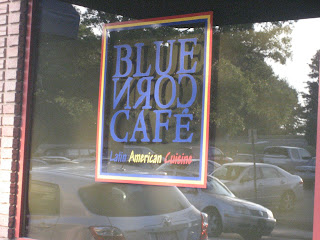 BLUE
CORN
CAFÉ
Latin American Cuisine